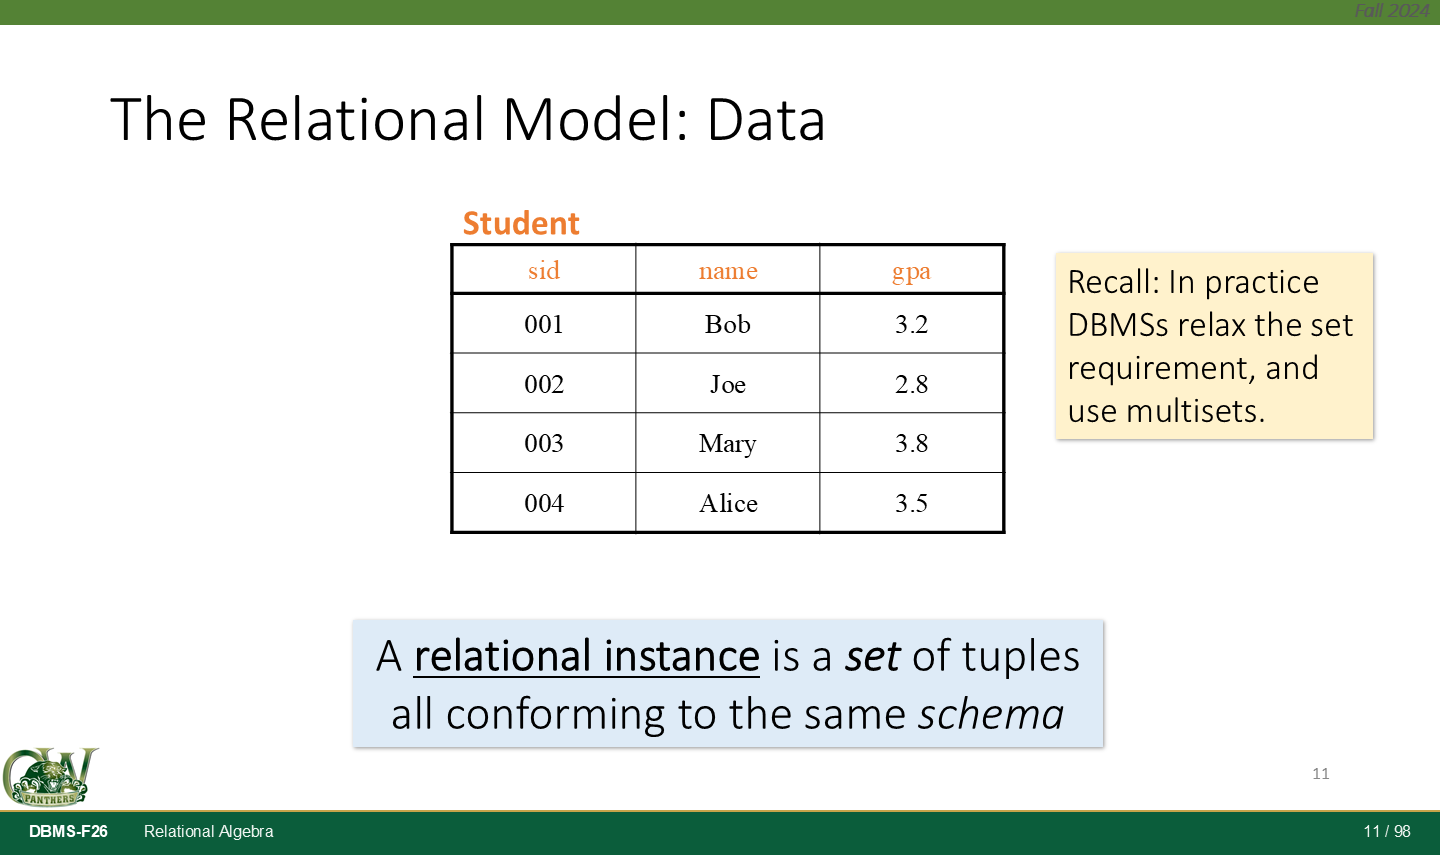 Fall 2024
The Relational Model: Data
Student
sid name gpa
001 Bob 3.2
002 Joe 2.8
003 Mary 3.8
004 Alice 3.5
Recall: In practice
DBMSs relax the set
requirement, and
use multisets.
A relational instance is a set of tuples
all conforming to the same schema
OW
PANTHERS
11
DBMS-F26 Relational Algebra 11 / 98